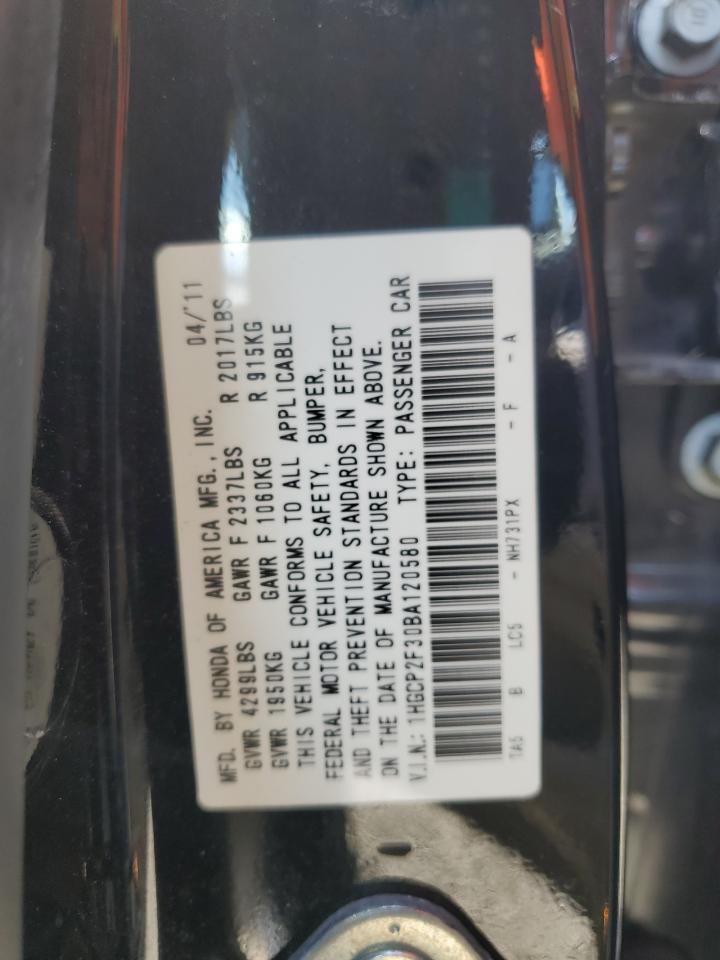 MFD. BY HONDA OF AMERICA MFG., INC. 04/'11
GVWR 4299LBS GAWR F 2337LBS R 2017LBS
GVWR 1950KG GAWR F 1060KG R 915KG
THIS VEHICLE CONFORMS TO ALL APPLICABLE
FEDERAL MOTOR VEHICLE SAFETY, BUMPER,
AND THEFT PREVENTION STANDARDS IN EFFECT
ON THE DATE OF MANUFACTURE SHOWN ABOVE.
V.I.N.: 1HGCP2F30BA120580 TYPE: PASSENGER CAR
TA5 B LC5 - NH731PX - F - A
10